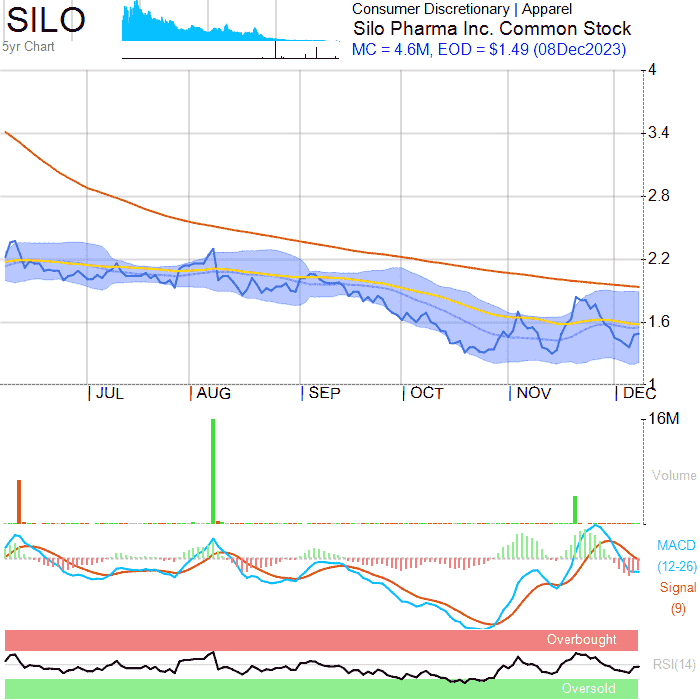 SILO
5yr Chart
Consumer Discretionary | Apparel
Silo Pharma Inc. Common Stock
MC = 4.6M, EOD = $1.49 (08Dec2023)
4
3.4
2.8
2.2
1.6
1
JUL AUG SEP OCT NOV DEC
16M
Volume
MACD
(12-26)
Signal
(9)
Overbought
RSI(14)
Oversold